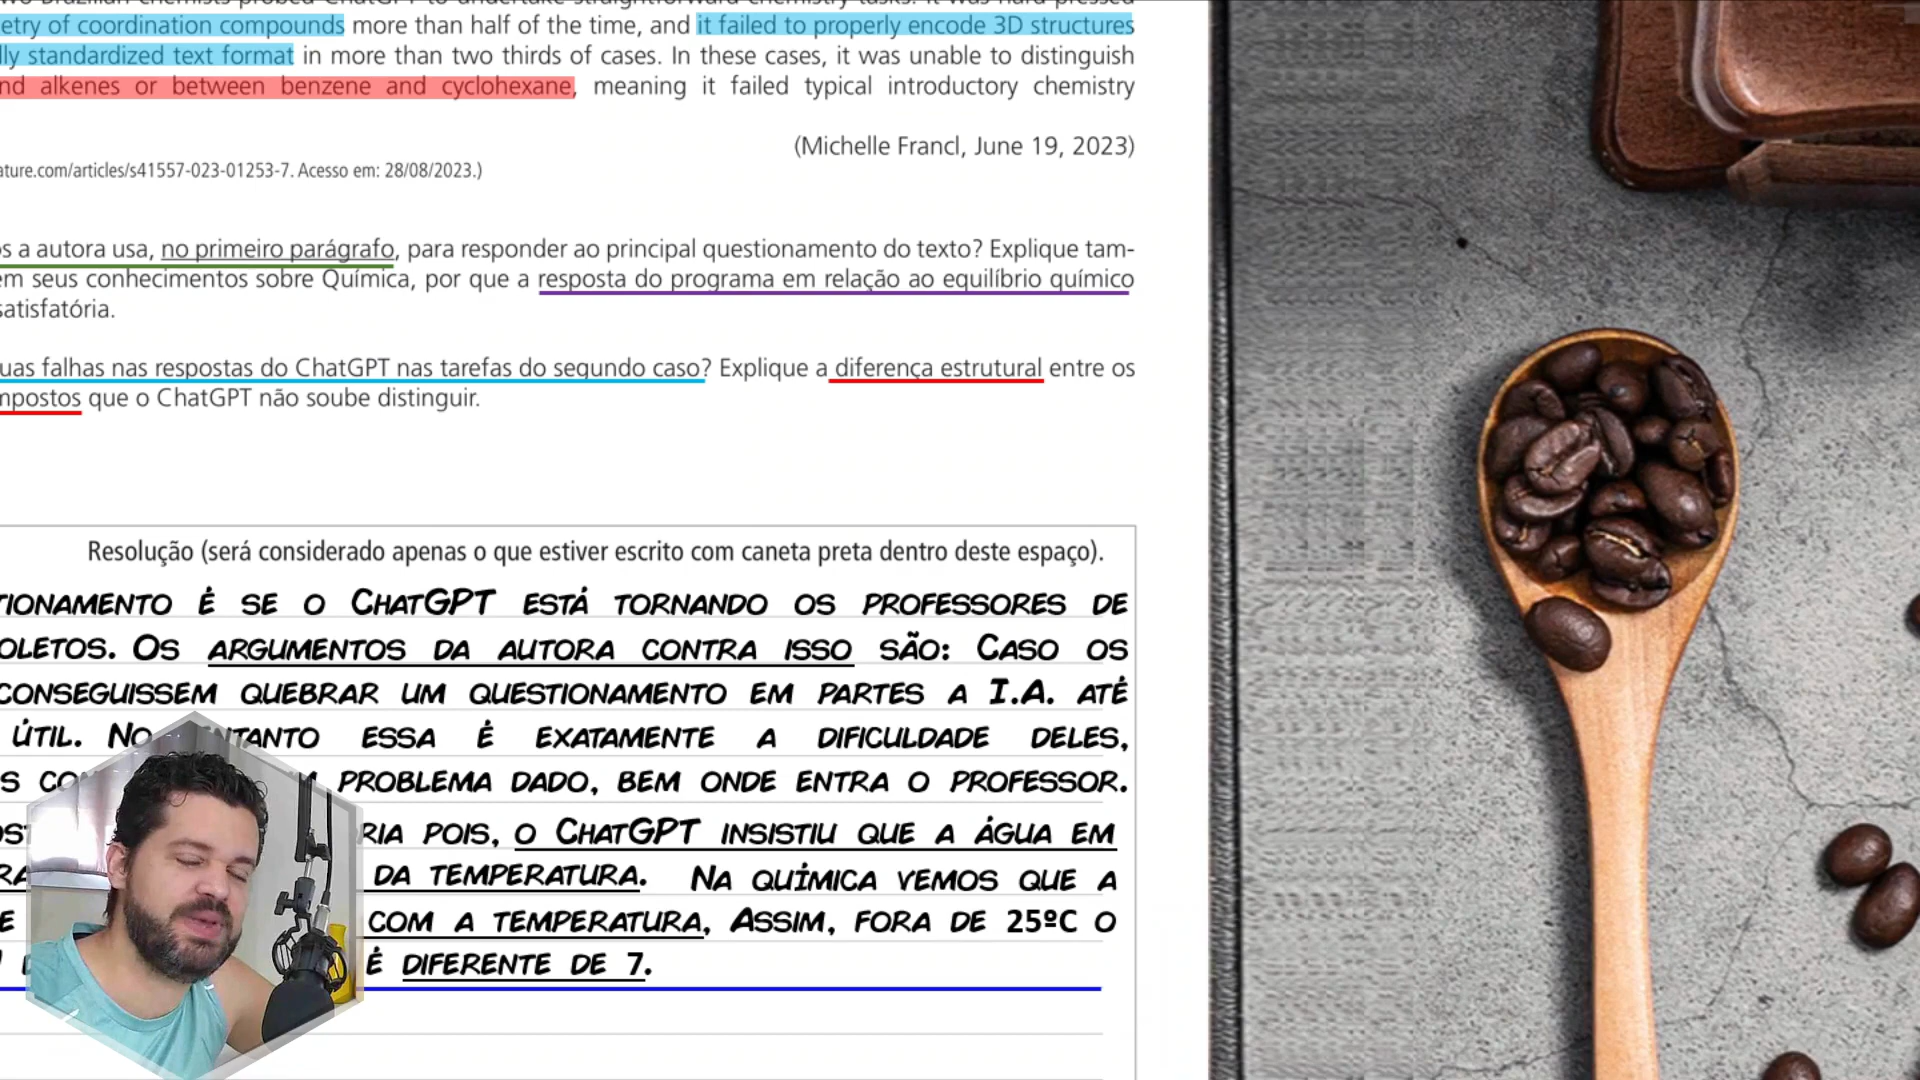 etry of coordination compounds more than half of the time, and it failed to properly encode 3D structures
lly standardized text format in more than two thirds of cases. In these cases, it was unable to distinguish
nd alkenes or between benzene and cyclohexane, meaning it failed typical introductory chemistry
(Michelle Francl, June 19, 2023)
ature.com/articles/s41557-023-01253-7. Acesso em: 28/08/2023.)
s a autora usa, no primeiro parágrafo, para responder ao principal questionamento do texto? Explique tam-
em seus conhecimentos sobre Química, por que a resposta do programa em relação ao equilíbrio químico
satisfatória.
uas falhas nas respostas do ChatGPT nas tarefas do segundo caso? Explique a diferença estrutural entre os
mpostos que o ChatGPT não soube distinguir.
Resolução (será considerado apenas o que estiver escrito com caneta preta dentro deste espaço).
TIONAMENTO É SE O CHATGPT ESTÁ TORNANDO OS PROFESSORES DE
OLETOS. OS ARGUMENTOS DA AUTORA CONTRA ISSO SÃO: CASO OS
CONSEGUISSEM QUEBRAR UM QUESTIONAMENTO EM PARTES A I.A. ATÉ
ÚTIL. NO ENTANTO ESSA É EXATAMENTE A DIFICULDADE DELES,
PROBLEMA DADO, BEM ONDE ENTRA O PROFESSOR.
RIA POIS, O CHATGPT INSISTIU QUE A ÁGUA EM
DA TEMPERATURA. NA QUÍMICA VEMOS QUE A
COM A TEMPERATURA, ASSIM, FORA DE 25ºC O
É DIFERENTE DE 7.